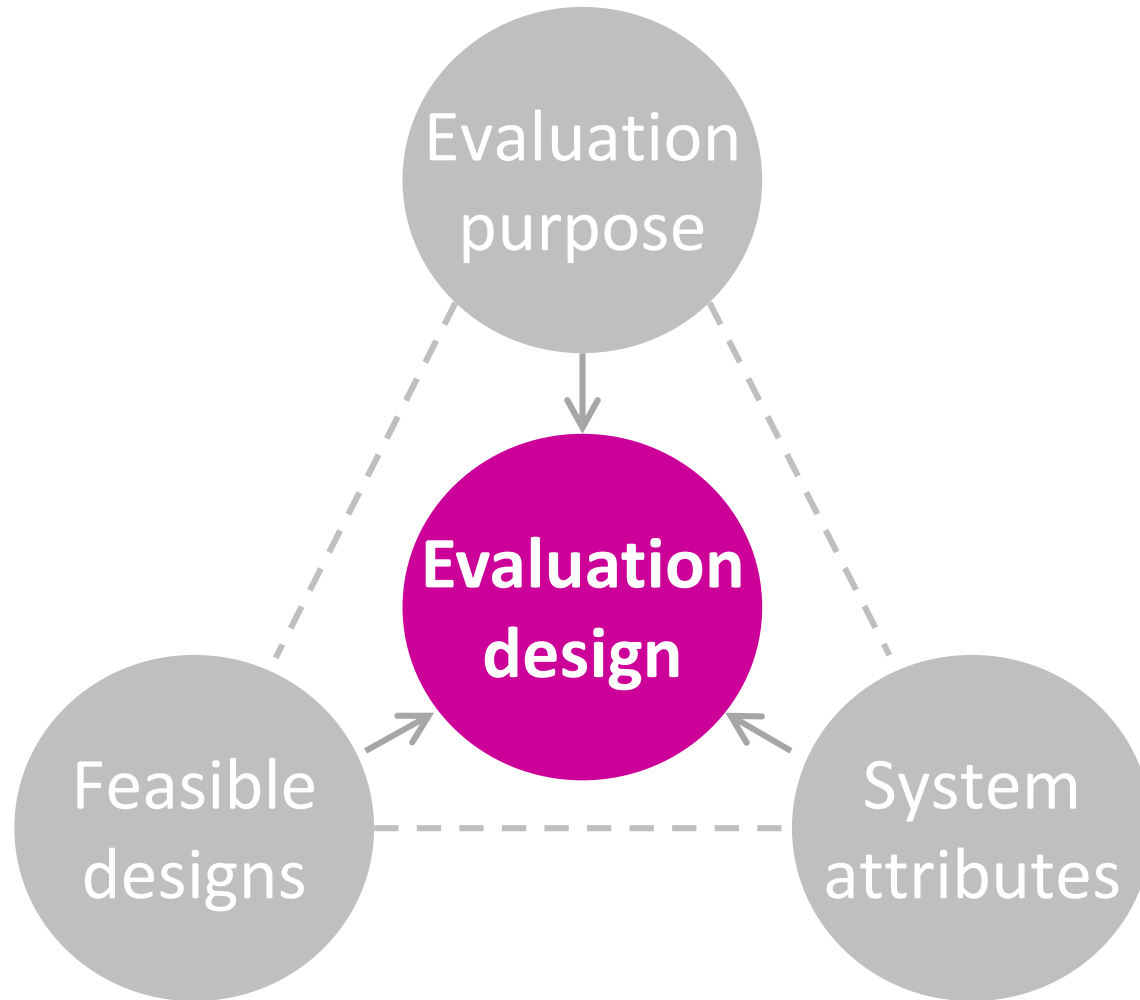 Evaluation
purpose
Evaluation
design
Feasible
designs
System
attributes